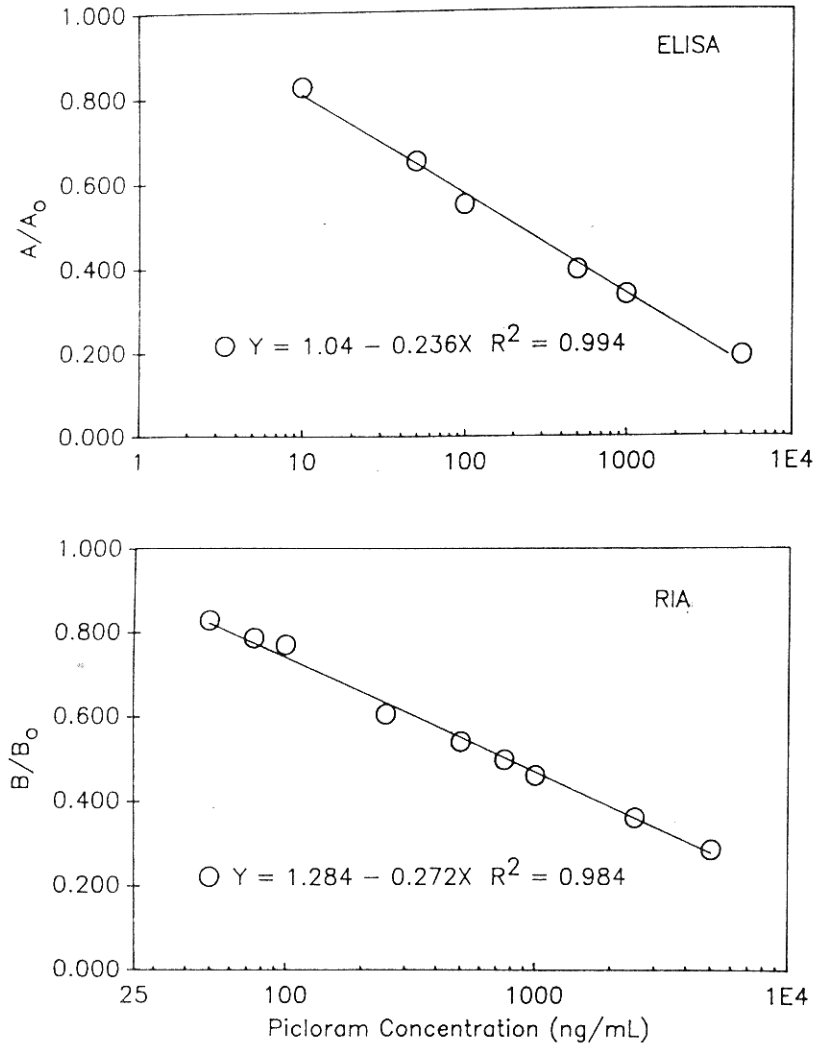 1.000
ELISA
0.800
0.600
A/A₀
0.400
○ Y = 1.04 − 0.236X R² = 0.994
0.200
0.000
1 10 100 1000 1E4
1.000
RIA
0.800
0.600
B/B₀
0.400
○ Y = 1.284 − 0.272X R² = 0.984
0.200
0.000
25 100 1000 1E4
Picloram Concentration (ng/mL)